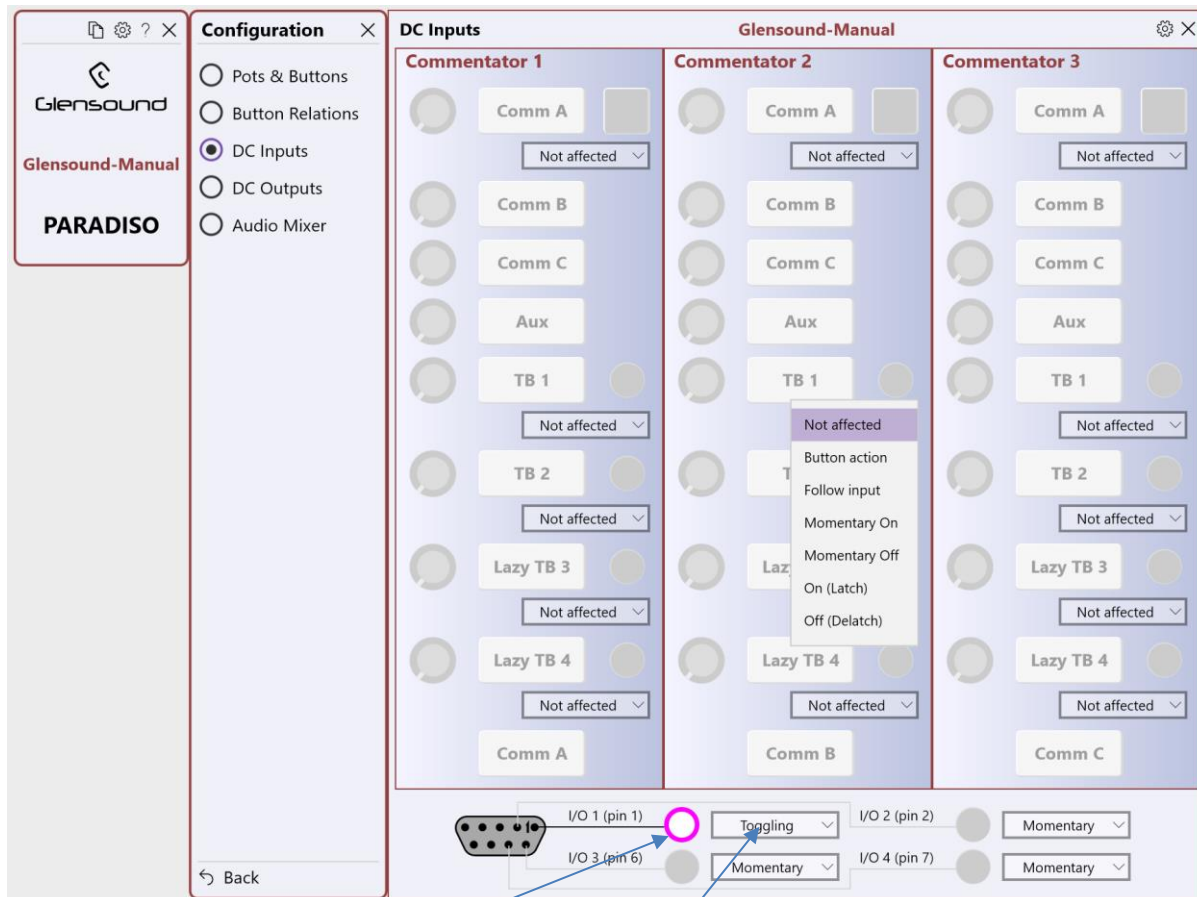 ?
Glensound
Glensound-Manual
PARADISO
Configuration
Pots & Buttons
Button Relations
DC Inputs
DC Outputs
Audio Mixer
Back
DC Inputs
Glensound-Manual
Commentator 1
Comm A
Not affected
Comm B
Comm C
Aux
TB 1
Not affected
TB 2
Not affected
Lazy TB 3
Not affected
Lazy TB 4
Not affected
Comm A
Commentator 2
Comm A
Not affected
Comm B
Comm C
Aux
TB 1
Not affected
Button action
Follow input
Momentary On
Momentary Off
On (Latch)
Off (Delatch)
Lazy TB 4
Not affected
Comm B
Commentator 3
Comm A
Not affected
Comm B
Comm C
Aux
TB 1
Not affected
TB 2
Not affected
Lazy TB 3
Not affected
Lazy TB 4
Not affected
Comm C
1
I/O 1 (pin 1)
Toggling
I/O 2 (pin 2)
Momentary
I/O 3 (pin 6)
Momentary
I/O 4 (pin 7)
Momentary